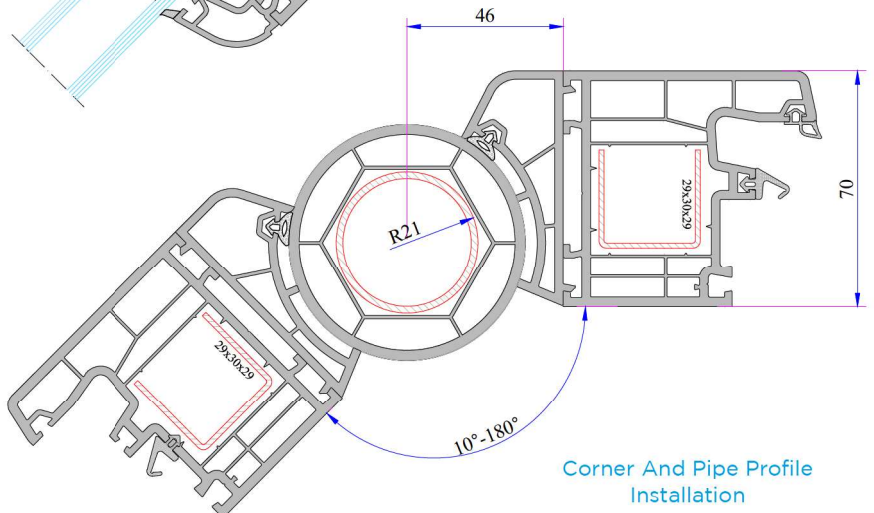 46
70
29x30x29
R21
29x30x29
10°-180°
Corner And Pipe Profile
Installation